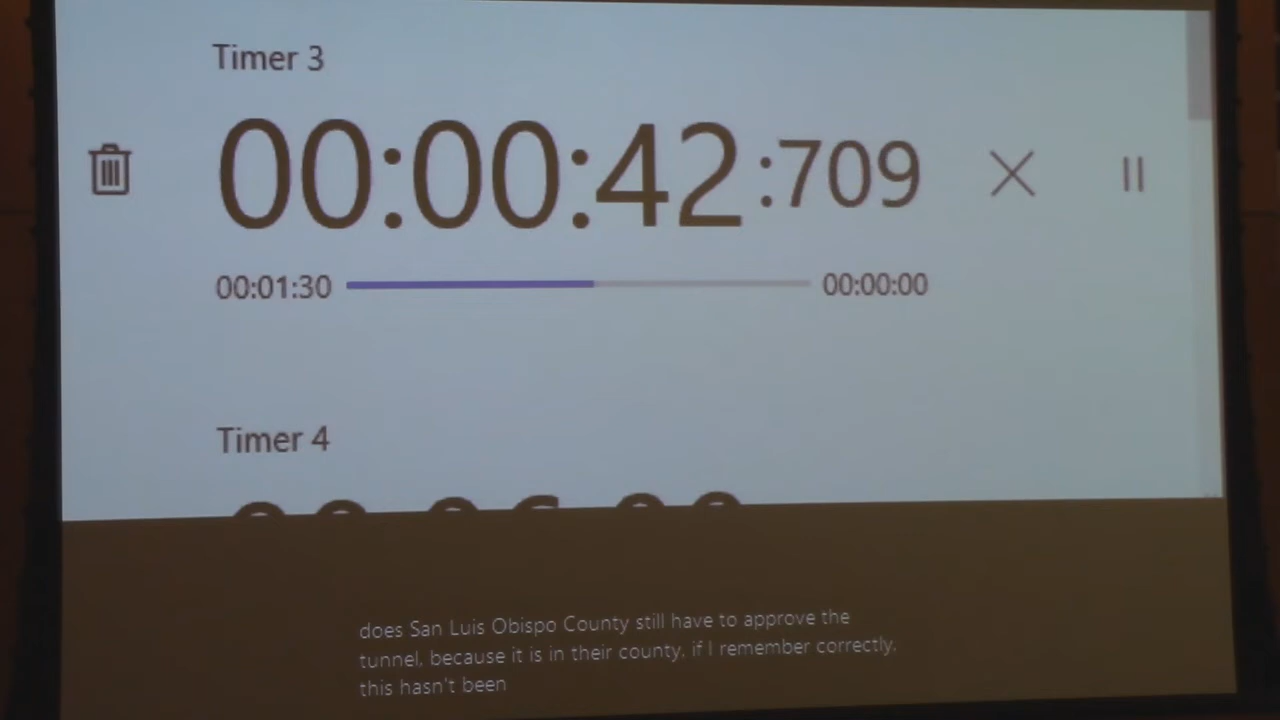 Timer 3
00:00:42:709
00:01:30 00:00:00
Timer 4
does San Luis Obispo County still have to approve the
tunnel, because it is in their county, if I remember correctly,
this hasn't been